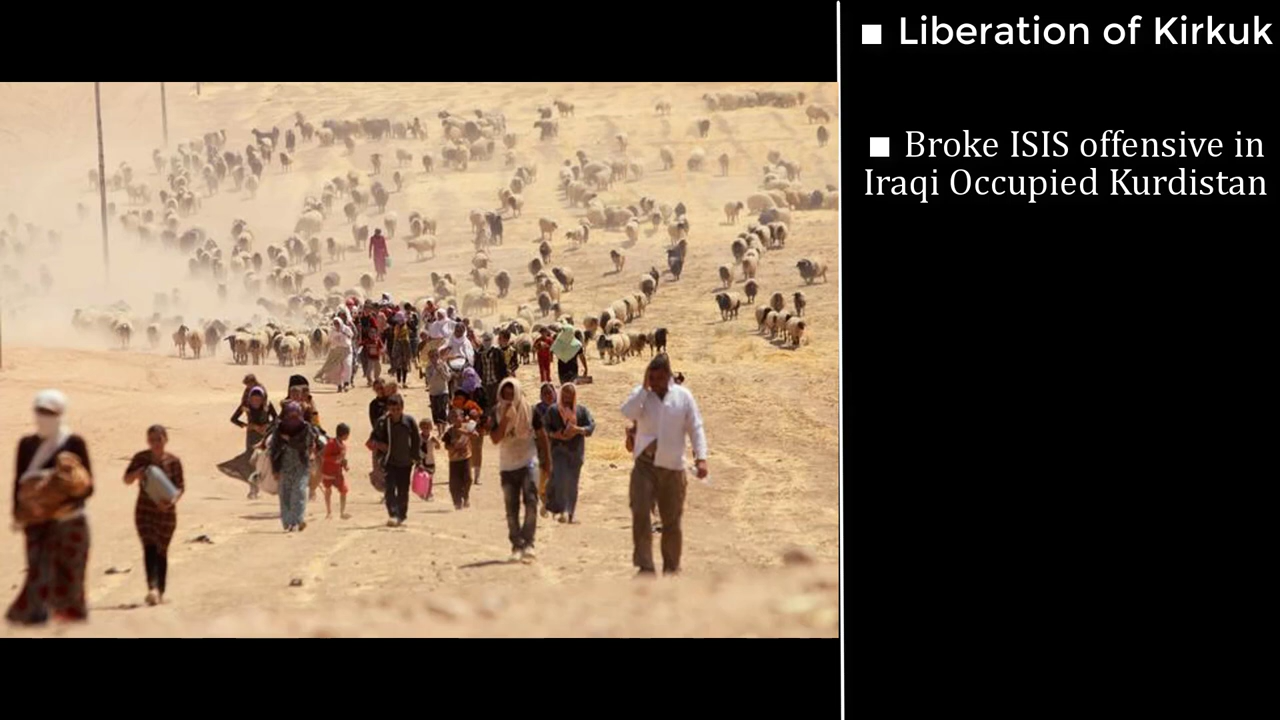 ■ Liberation of Kirkuk
■ Broke ISIS offensive in
Iraqi Occupied Kurdistan